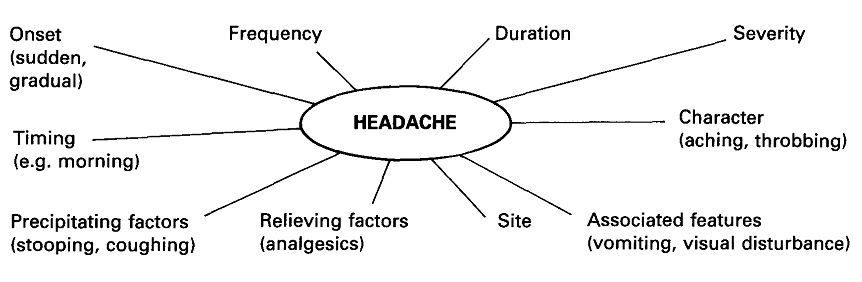 Onset
(sudden,
gradual)
Frequency
Duration
Severity
HEADACHE
Timing
(e.g. morning)
Character
(aching, throbbing)
Precipitating factors
(stooping, coughing)
Relieving factors
(analgesics)
Site
Associated features
(vomiting, visual disturbance)